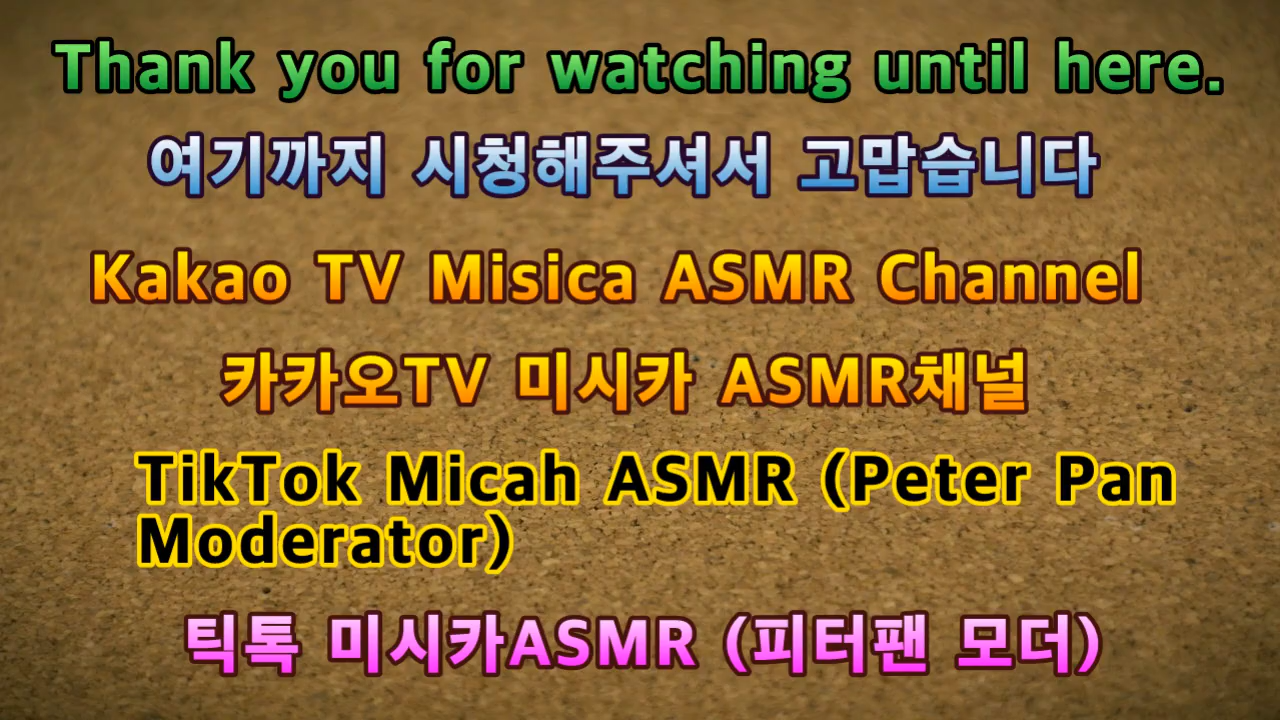 Thank you for watching until here.
여기까지 시청해주셔서 고맙습니다
Kakao TV Misica ASMR Channel
카카오TV 미시카 ASMR채널
TikTok Micah ASMR (Peter Pan
Moderator)
틱톡 미시카ASMR (피터팬 모더)